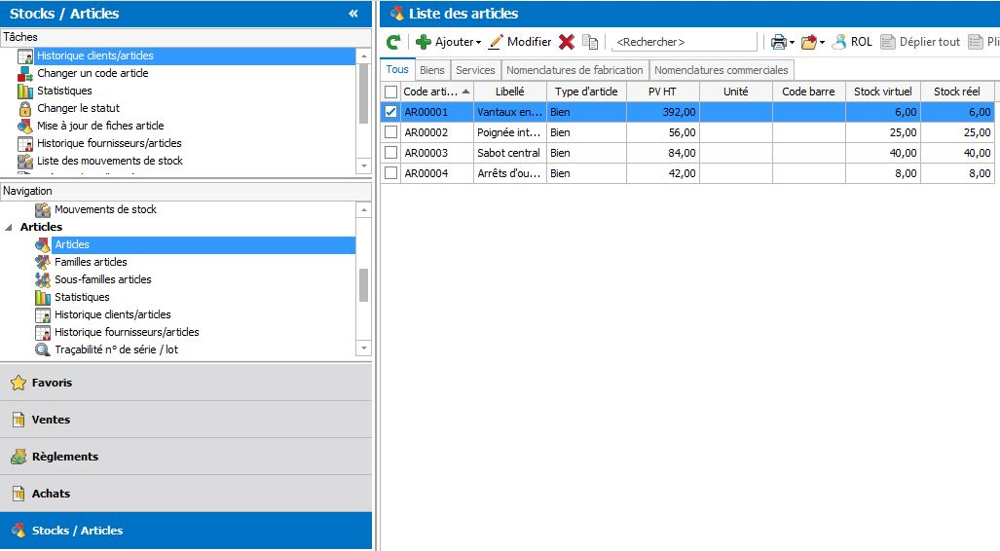 Stocks / Articles «
Tâches
Historique clients/articles
Changer un code article
Statistiques
Changer le statut
Mise à jour de fiches article
Historique fournisseurs/articles
Liste des mouvements de stock
Navigation
Mouvements de stock
Articles
Articles
Familles articles
Sous-familles articles
Statistiques
Historique clients/articles
Historique fournisseurs/articles
Traçabilité n° de série / lot
Favoris
Ventes
Règlements
Achats
Stocks / Articles
Liste des articles
Ajouter Modifier <Rechercher> ROL Déplier tout Pli
Tous Biens Services Nomenclatures de fabrication Nomenclatures commerciales
Code arti... Libellé Type d'article PV HT Unité Code barre Stock virtuel Stock réel
AR00001 Vantaux en... Bien 392,00 6,00 6,00
AR00002 Poignée int... Bien 56,00 25,00 25,00
AR00003 Sabot central Bien 84,00 40,00 40,00
AR00004 Arrêts d'ou... Bien 42,00 8,00 8,00